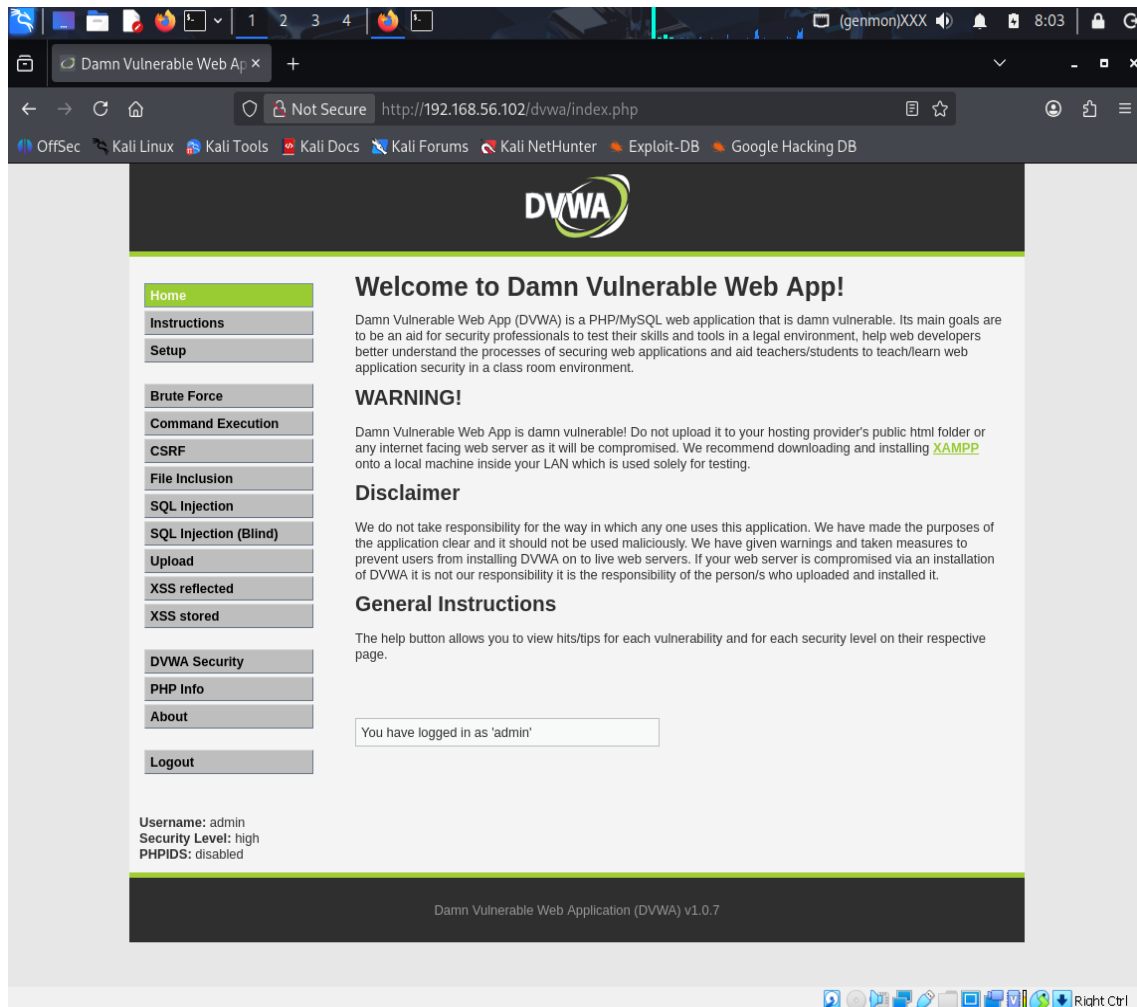 1 2 3 4 (genmon)XXX 8:03
Damn Vulnerable Web Ap
Not Secure http://192.168.56.102/dvwa/index.php
OffSec Kali Linux Kali Tools Kali Docs Kali Forums Kali NetHunter Exploit-DB Google Hacking DB
DVWA
Home
Instructions
Setup
Brute Force
Command Execution
CSRF
File Inclusion
SQL Injection
SQL Injection (Blind)
Upload
XSS reflected
XSS stored
DVWA Security
PHP Info
About
Logout
Username: admin
Security Level: high
PHPIDS: disabled
Welcome to Damn Vulnerable Web App!
Damn Vulnerable Web App (DVWA) is a PHP/MySQL web application that is damn vulnerable. Its main goals are
to be an aid for security professionals to test their skills and tools in a legal environment, help web developers
better understand the processes of securing web applications and aid teachers/students to teach/learn web
application security in a class room environment.
WARNING!
Damn Vulnerable Web App is damn vulnerable! Do not upload it to your hosting provider's public html folder or
any internet facing web server as it will be compromised. We recommend downloading and installing XAMPP
onto a local machine inside your LAN which is used solely for testing.
Disclaimer
We do not take responsibility for the way in which any one uses this application. We have made the purposes of
the application clear and it should not be used maliciously. We have given warnings and taken measures to
prevent users from installing DVWA on to live web servers. If your web server is compromised via an installation
of DVWA it is not our responsibility it is the responsibility of the person/s who uploaded and installed it.
General Instructions
The help button allows you to view hits/tips for each vulnerability and for each security level on their respective
page.
You have logged in as 'admin'
Damn Vulnerable Web Application (DVWA) v1.0.7
Right Ctrl